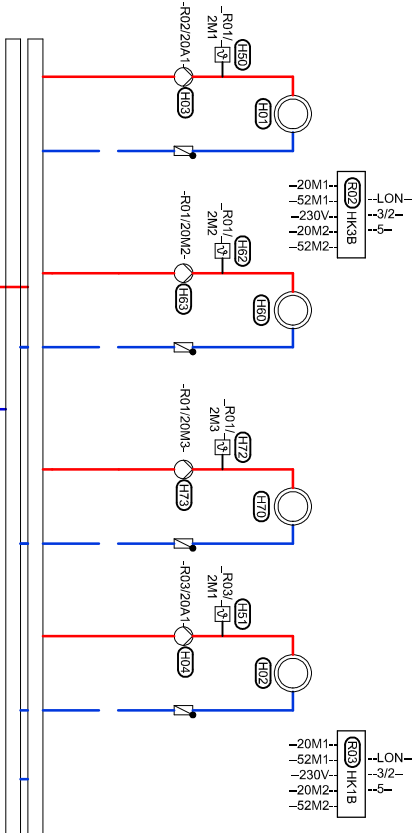 -R02/20A1-
H03
-R01/
2M1
ϑ
H50
H01
-20M1-
-52M1-
-230V-
-20M2-
-52M2-
R02
HK3B
--LON-
--3/2-
--5-
-R01/20M2-
H63
-R01/
2M2
ϑ
H62
H60
-R01/20M3-
H73
-R01/
2M3
ϑ
H72
H70
-R03/20A1-
H04
-R03/
2M1
ϑ
H51
H02
-20M1-
-52M1-
-230V-
-20M2-
-52M2-
R03
HK1B
--LON-
--3/2-
--5-